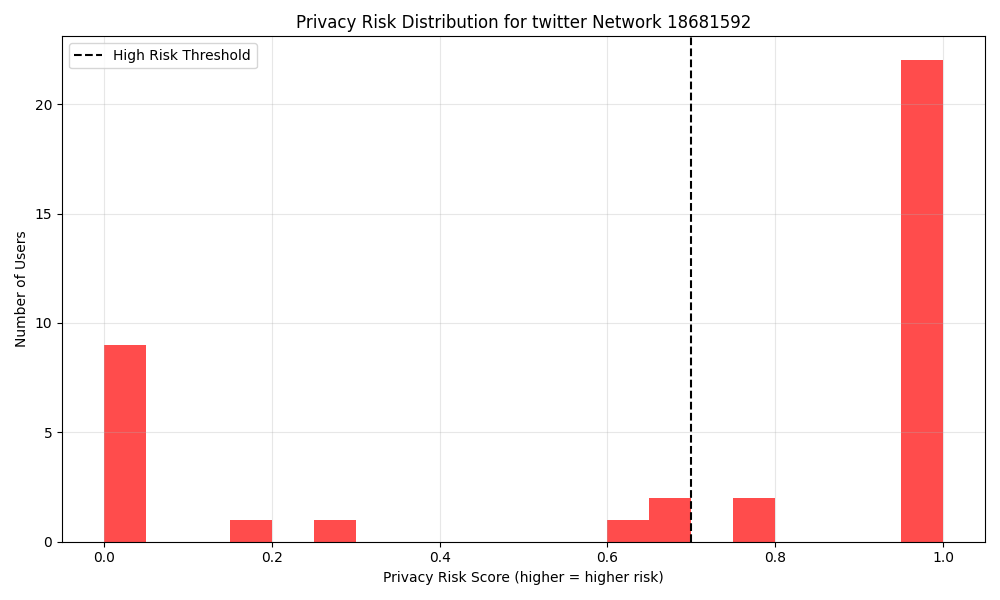 Privacy Risk Distribution for twitter Network 18681592
High Risk Threshold
Number of Users
20
15
10
5
0
0.0 0.2 0.4 0.6 0.8 1.0
Privacy Risk Score (higher = higher risk)